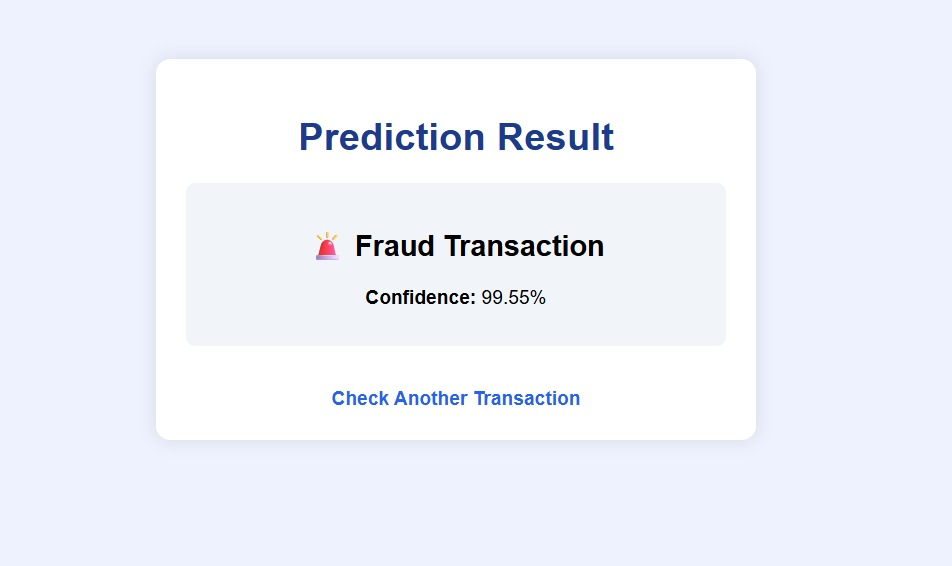 Prediction Result
🚨 Fraud Transaction
Confidence: 99.55%
Check Another Transaction